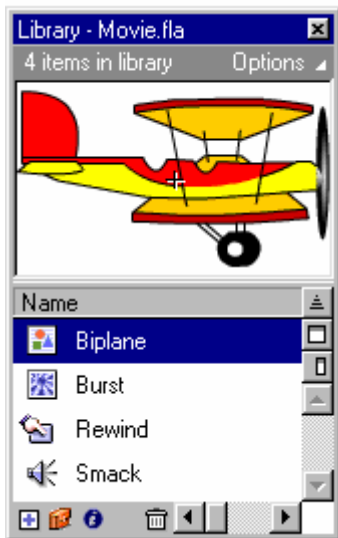 Library - Movie.fla
4 items in library Options
Name
Biplane
Burst
Rewind
Smack